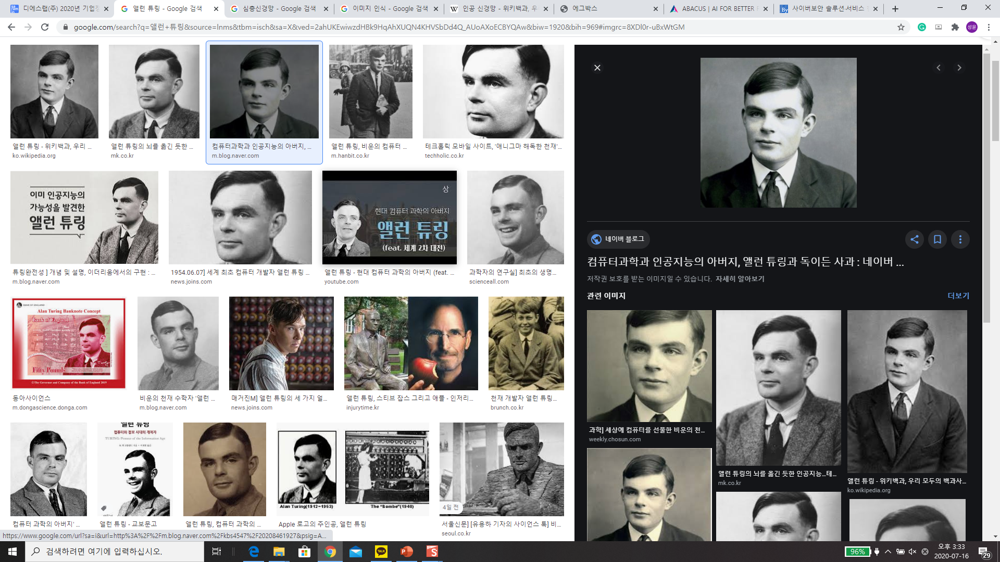 디에스랩(주) 2020년 기업정
앨런 튜링 - Google 검색
심층신경망 - Google 검색
이미지 인식 - Google 검색
인공 신경망 - 위키백과, 우
에그박스
ABACUS | AI FOR BETTER
사이버보안 솔루션·서비스
google.com/search?q=앨런+튜링&source=lnms&tbm=isch&sa=X&ved=2ahUKEwiwzdHBk9HqAhXUQN4KHVSbDd4Q_AUoAXoECBYQAw&biw=1920&bih=969#imgrc=8XDl0r-uBxWtGM
성윤
앨런 튜링 - 위키백과, 우리 ...
ko.wikipedia.org
앨런 튜링의 뇌를 옮긴 듯한 ...
mk.co.kr
컴퓨터과학과 인공지능의 아버지, ...
m.blog.naver.com
앨런 튜링, 비운의 컴퓨터 ...
m.hanbit.co.kr
테크홀릭 모바일 사이트, '애니그마 해독한 천재'...
techholic.co.kr
이미 인공지능의
가능성을 발견한
앨런 튜링
상
현대 컴퓨터 과학의 아버지
앨런 튜링
(feat. 세계 2차 대전)
튜링완전성 ] 개념 및 설명, 이더리움에서의 구현 : ...
m.blog.naver.com
1954.06.07] 세계 최초 컴퓨터 개발자 앨런 튜링 ...
news.joins.com
앨런 튜링 - 현대 컴퓨터 과학의 아버지 (feat. ...
youtube.com
과학자의 연구실] 최초의 생명...
scienceall.com
BANK OF ENGLAND
Alan Turing Banknote Concept
Bank of England
Fifty Pounds
©The Governor and Company of the Bank of England 2019
동아사이언스
m.dongascience.donga.com
비운의 천재 수학자 '앨런 ...
m.blog.naver.com
매거진M] 앨런 튜링의 세 가지 얼...
news.joins.com
앨런 튜링, 스티브 잡스 그리고 애플 - 인저리...
injurytime.kr
천재 개발자 앨런 튜링...
brunch.co.kr
앨런 튜링
컴퓨터와 정보 시대의 개척자
TURING: Pioneer of the Information Age
Alan Turing(1912~1953)
The "Bombe"(1940)
4일 전
컴퓨터 과학의 아버지' ...
앨런 튜링 - 교보문고
앨런 튜링, 컴퓨터 과학의 ...
Apple 로고의 주인공, 앨런 튜링
서울신문] [유용하 기자의 사이언스 톡] 비...
seoul.co.kr
네이버 블로그
컴퓨터과학과 인공지능의 아버지, 앨런 튜링과 독이든 사과 : 네이버 ...
저작권 보호를 받는 이미지일 수 있습니다. 자세히 알아보기
관련 이미지
더보기
과학] 세상에 컴퓨터를 선물한 비운의 천...
weekly.chosun.com
앨런 튜링의 뇌를 옮긴 듯한 인공지능...테...
mk.co.kr
앨런 튜링 - 위키백과, 우리 모두의 백과사...
ko.wikipedia.org
https://www.google.com/url?sa=i&url=http%3A%2F%2Fm.blog.naver.com%2Fkbs4547%2F20208461927&psig=A...
검색하려면 여기에 입력하십시오.
TALK
96%
오후 3:33
2020-07-16
29